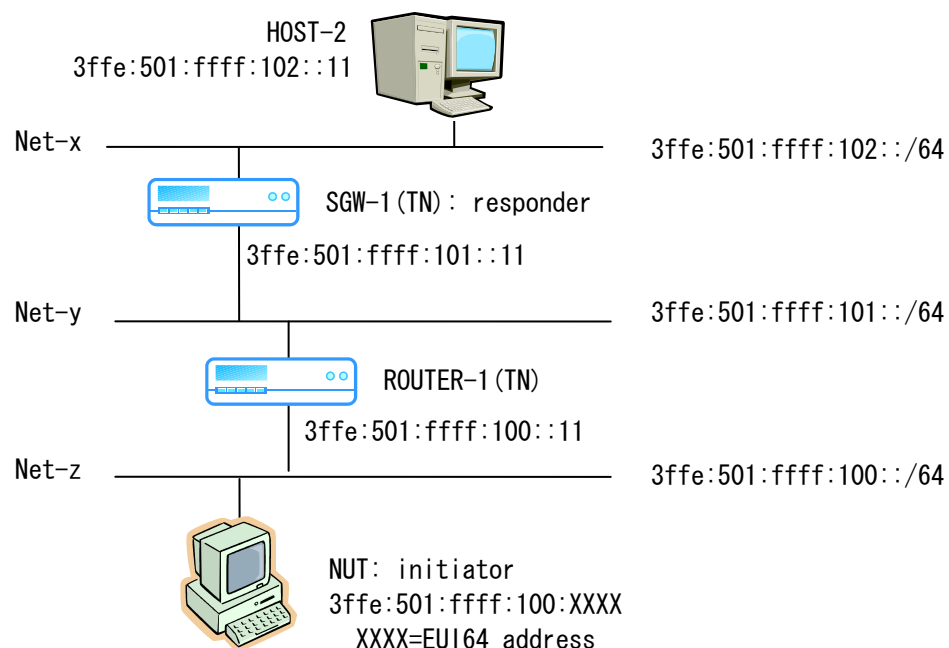 HOST-2
3ffe:501:ffff:102::11
Net-x
3ffe:501:ffff:102::/64
SGW-1(TN): responder
3ffe:501:ffff:101::11
Net-y
3ffe:501:ffff:101::/64
ROUTER-1(TN)
3ffe:501:ffff:100::11
Net-z
3ffe:501:ffff:100::/64
NUT: initiator
3ffe:501:ffff:100:XXXX
XXXX=EUI64 address